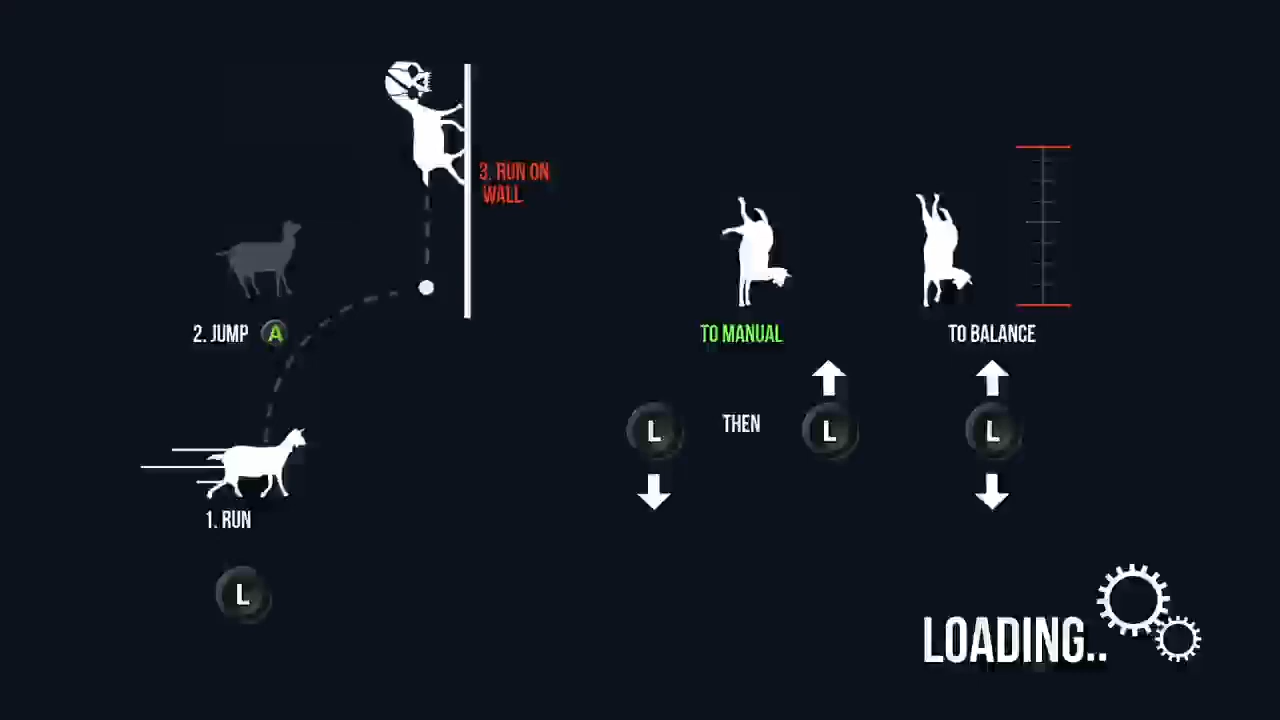 3. RUN ON
WALL
2. JUMP A
TO MANUAL
TO BALANCE
L THEN L L
1. RUN
L
LOADING..